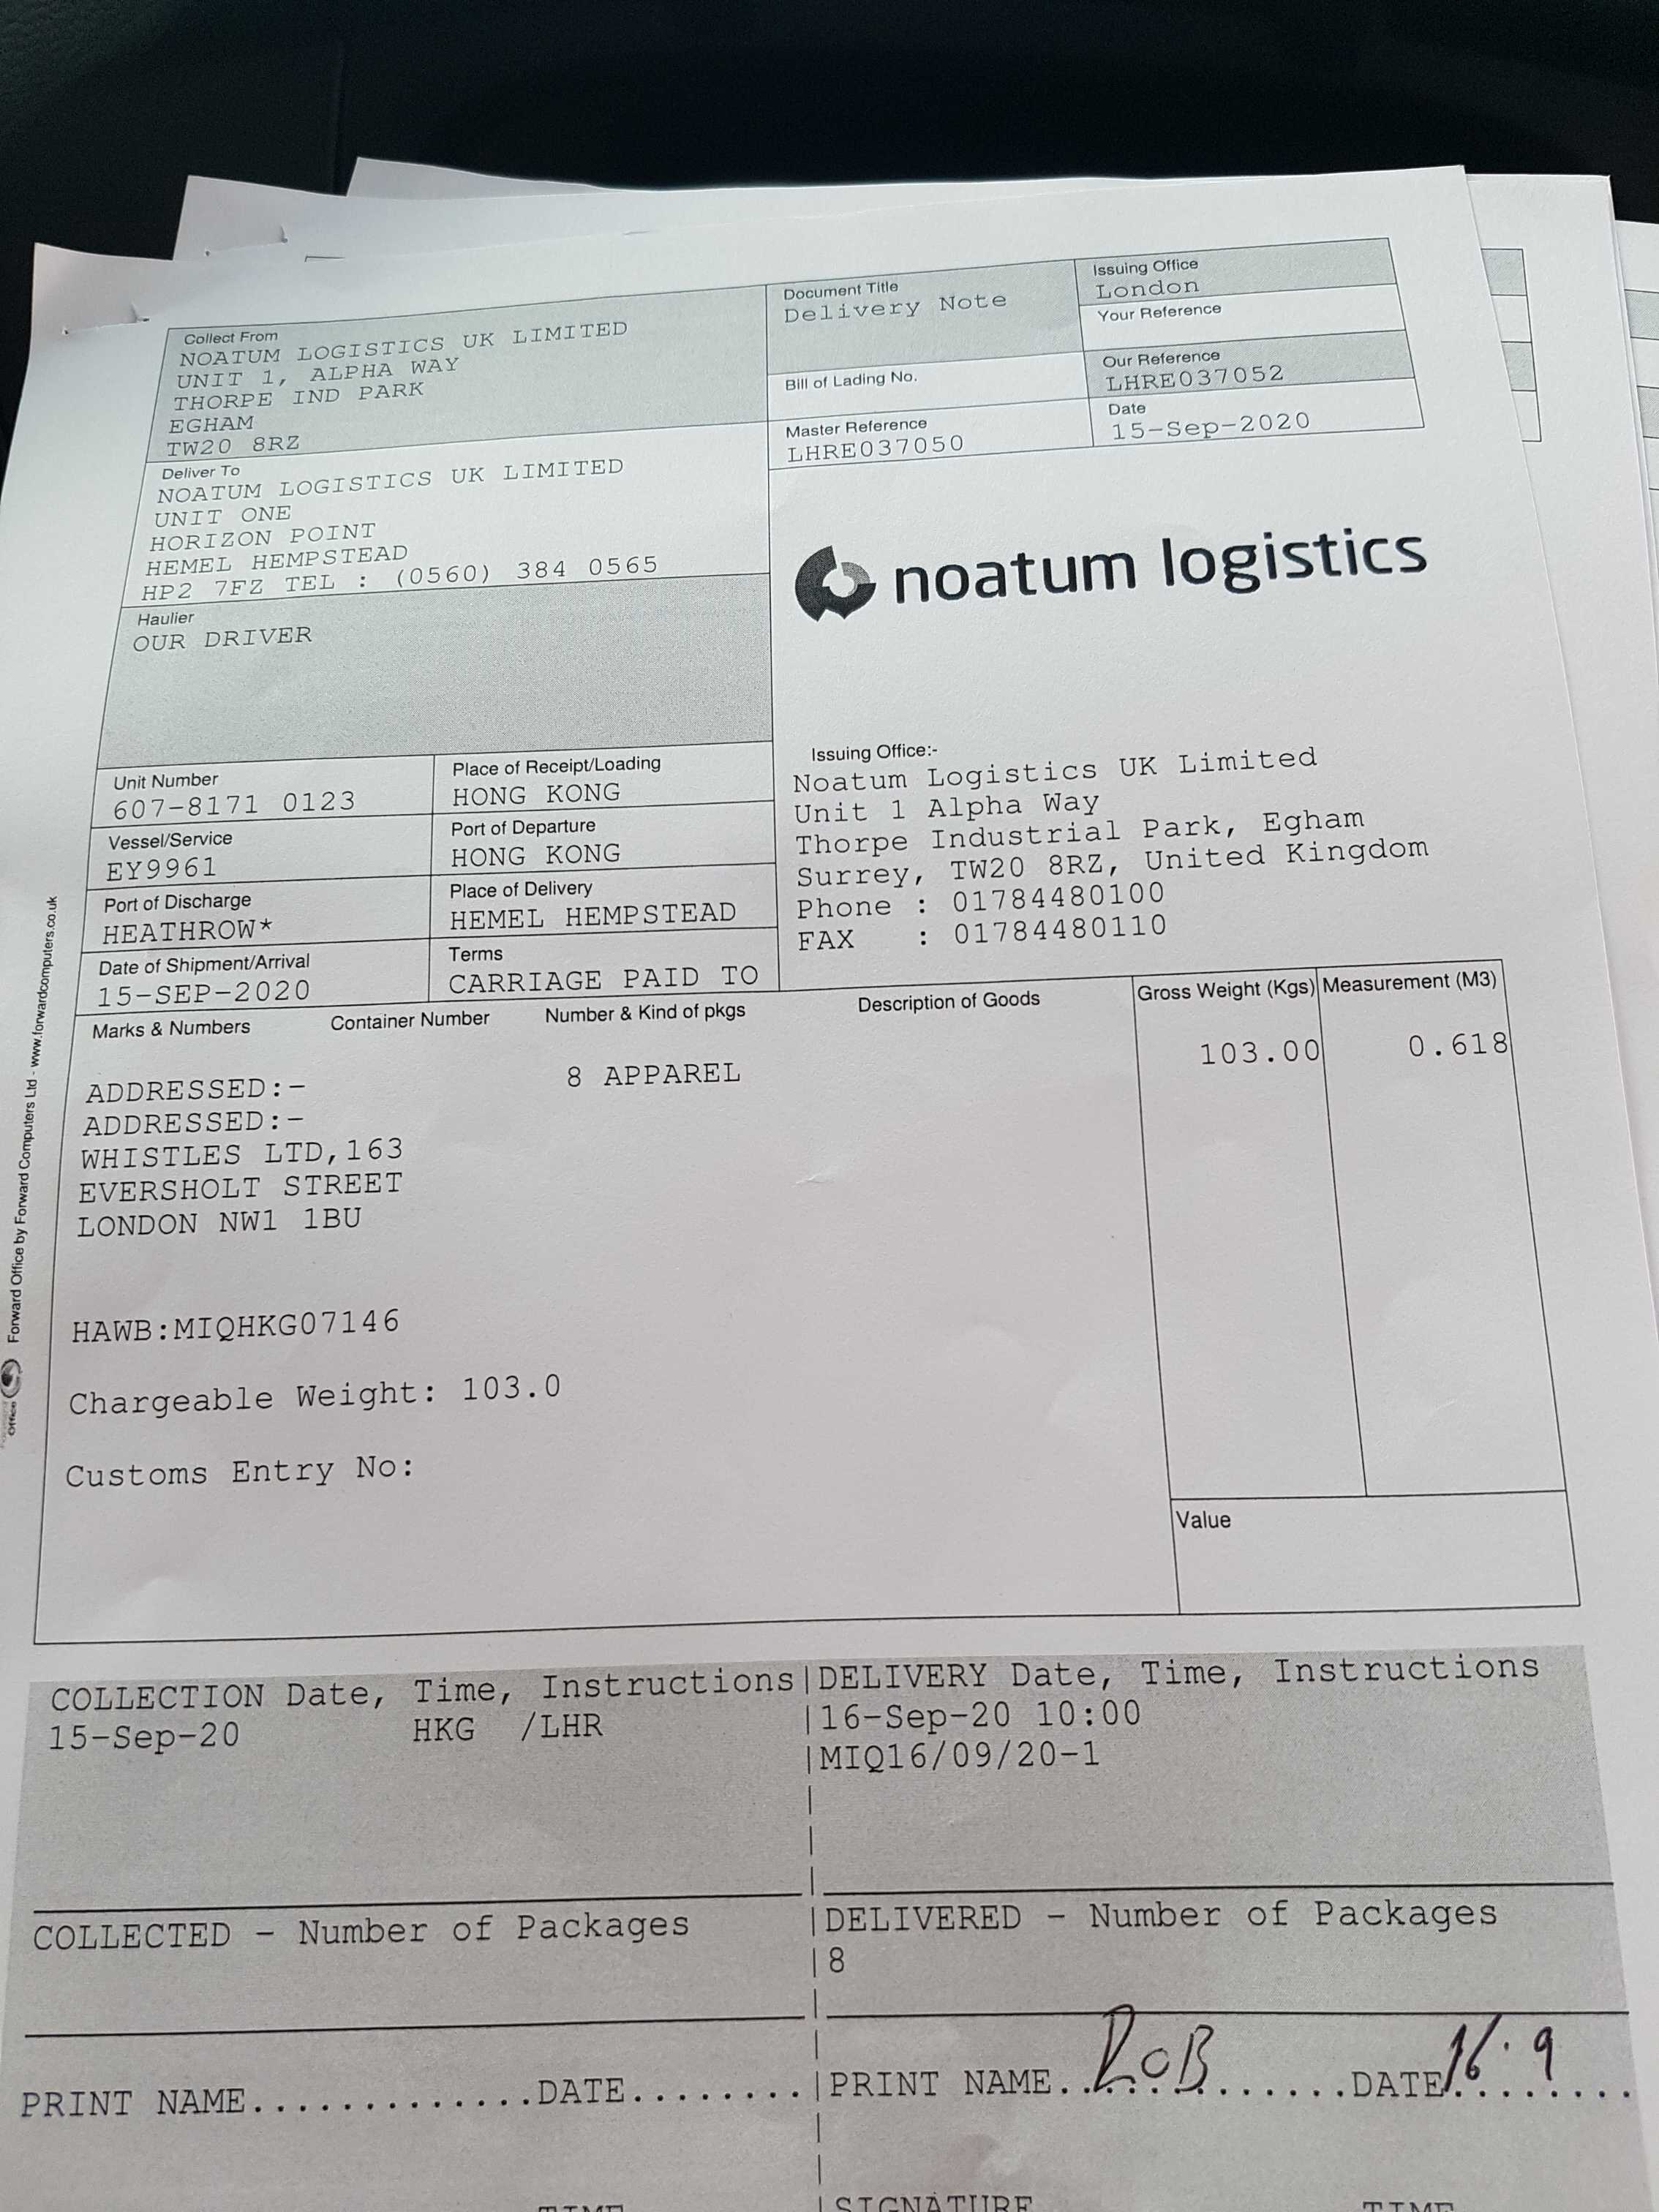 Collect From
NOATUM LOGISTICS UK LIMITED
UNIT 1, ALPHA WAY
THORPE IND PARK
EGHAM
TW20 8RZ
Document Title
Delivery Note
Issuing Office
London
Your Reference
Bill of Lading No.
Our Reference
LHRE037052
Master Reference
LHRE037050
Date
15-Sep-2020
Deliver To
NOATUM LOGISTICS UK LIMITED
UNIT ONE
HORIZON POINT
HEMEL HEMPSTEAD
HP2 7FZ TEL : (0560) 384 0565
noatum logistics
Haulier
OUR DRIVER
Issuing Office:-
Noatum Logistics UK Limited
Unit 1 Alpha Way
Thorpe Industrial Park, Egham
Surrey, TW20 8RZ, United Kingdom
Phone : 01784480100
FAX : 01784480110
Unit Number
607-8171 0123
Place of Receipt/Loading
HONG KONG
Vessel/Service
EY9961
Port of Departure
HONG KONG
Port of Discharge
HEATHROW*
Place of Delivery
HEMEL HEMPSTEAD
Date of Shipment/Arrival
15-SEP-2020
Terms
CARRIAGE PAID TO
Marks & Numbers Container Number Number & Kind of pkgs Description of Goods Gross Weight (Kgs) Measurement (M3)
8 APPAREL 103.00 0.618
ADDRESSED:-
ADDRESSED:-
WHISTLES LTD,163
EVERSHOLT STREET
LONDON NW1 1BU
HAWB:MIQHKG07146
Chargeable Weight: 103.0
Customs Entry No:
Value
Forward Office by Forward Computers Ltd - www.forwardcomputers.co.uk
Office
COLLECTION Date, Time, Instructions|DELIVERY Date, Time, Instructions
15-Sep-20 HKG /LHR |16-Sep-20 10:00
|MIQ16/09/20-1
COLLECTED - Number of Packages |DELIVERED - Number of Packages
|8
PRINT NAME.............DATE........|PRINT NAME.. ROB ......DATE 16.9
TIME |SIGNATURE TIME